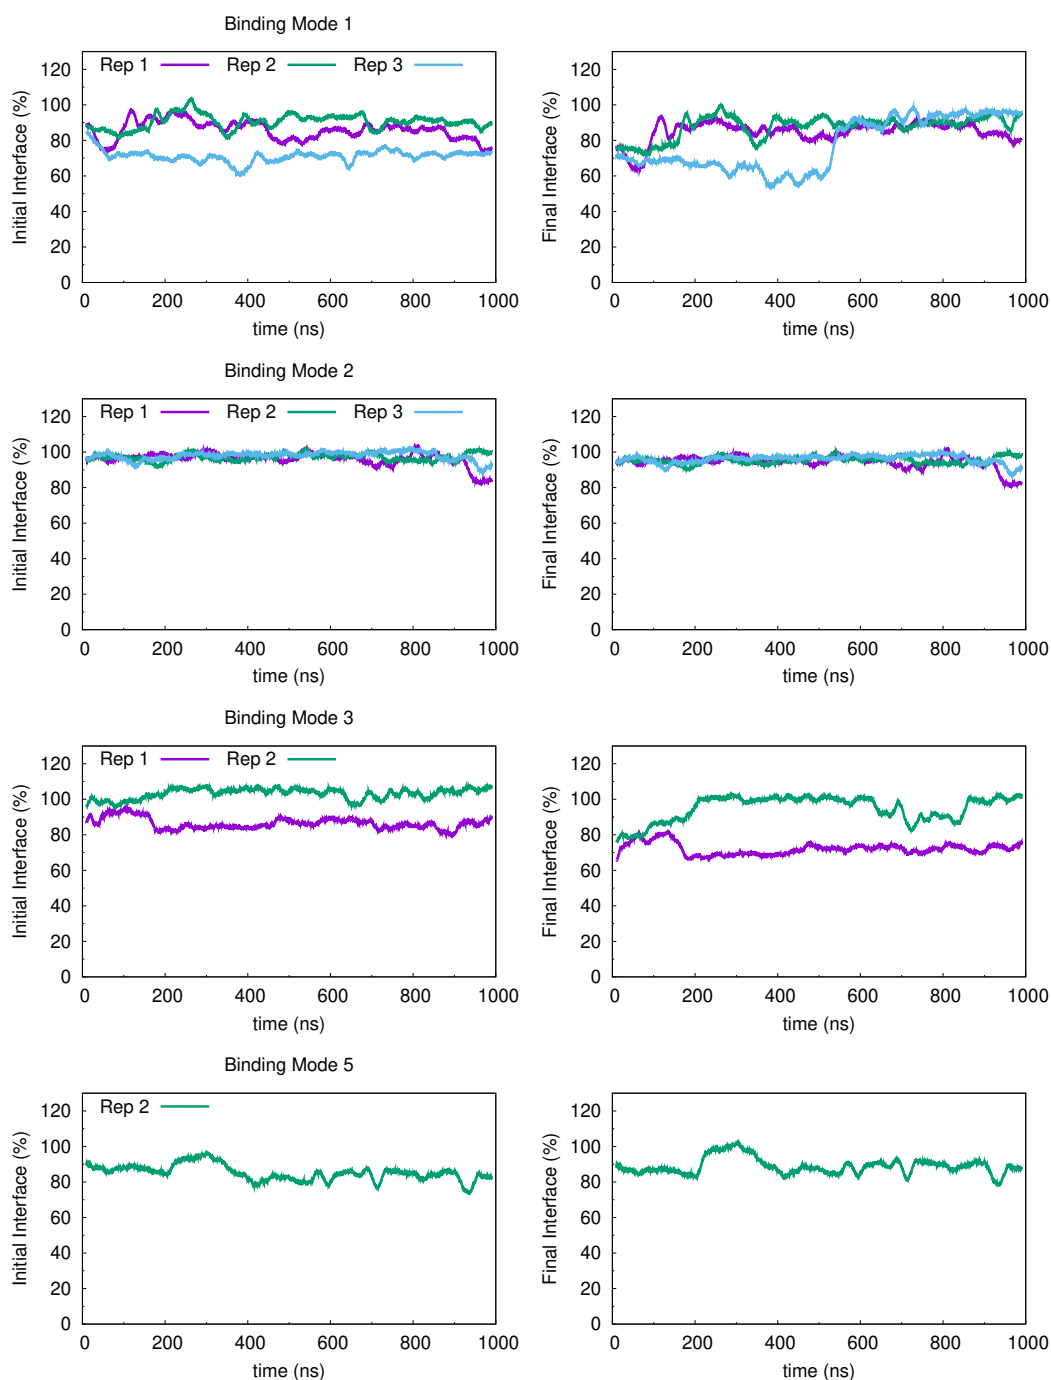 Binding Mode 1
Rep 1 Rep 2 Rep 3
Initial Interface (%)
120
100
80
60
40
20
0
0 200 400 600 800 1000
time (ns)
Final Interface (%)
120
100
80
60
40
20
0
0 200 400 600 800 1000
time (ns)
Binding Mode 2
Rep 1 Rep 2 Rep 3
Initial Interface (%)
120
100
80
60
40
20
0
0 200 400 600 800 1000
time (ns)
Final Interface (%)
120
100
80
60
40
20
0
0 200 400 600 800 1000
time (ns)
Binding Mode 3
Rep 1 Rep 2
Initial Interface (%)
120
100
80
60
40
20
0
0 200 400 600 800 1000
time (ns)
Final Interface (%)
120
100
80
60
40
20
0
0 200 400 600 800 1000
time (ns)
Binding Mode 5
Rep 2
Initial Interface (%)
120
100
80
60
40
20
0
0 200 400 600 800 1000
time (ns)
Final Interface (%)
120
100
80
60
40
20
0
0 200 400 600 800 1000
time (ns)